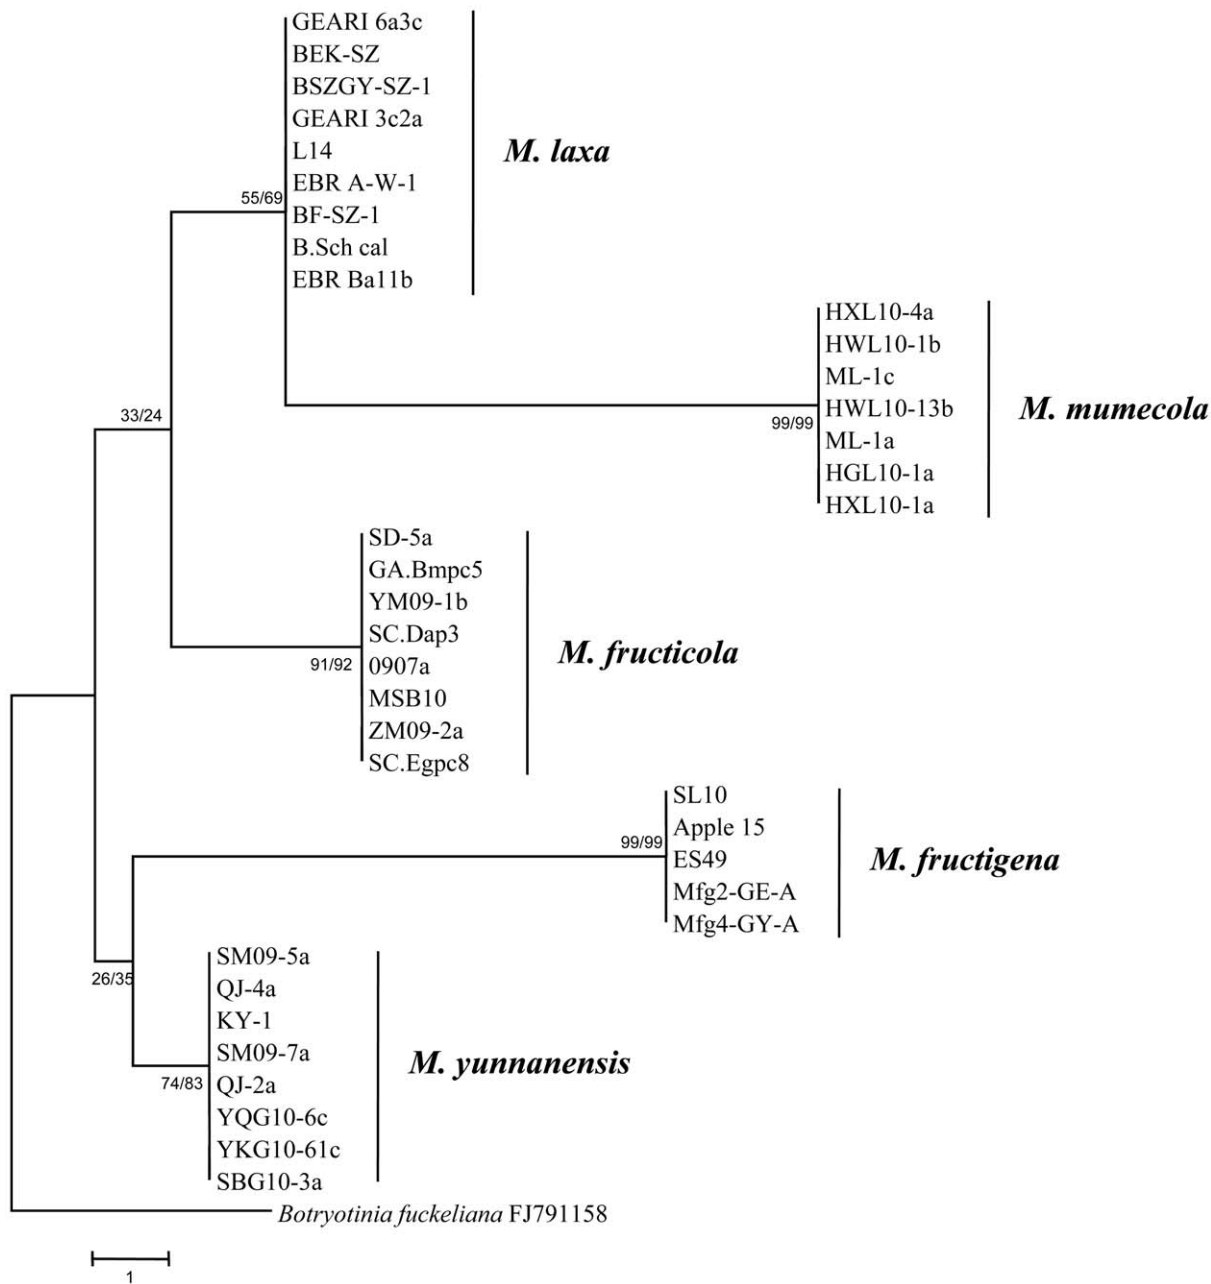 GEARI 6a3c
BEK-SZ
BSZGY-SZ-1
GEARI 3c2a
L14
EBR A-W-1
BF-SZ-1
B.Sch cal
EBR Ba11b
M. laxa
55/69
HXL10-4a
HWL10-1b
ML-1c
HWL10-13b
ML-1a
HGL10-1a
HXL10-1a
M. mumecola
99/99
33/24
SD-5a
GA.Bmpc5
YM09-1b
SC.Dap3
0907a
MSB10
ZM09-2a
SC.Egpc8
M. fructicola
91/92
SL10
Apple 15
ES49
Mfg2-GE-A
Mfg4-GY-A
M. fructigena
99/99
26/35
SM09-5a
QJ-4a
KY-1
SM09-7a
QJ-2a
YQG10-6c
YKG10-61c
SBG10-3a
M. yunnanensis
74/83
Botryotinia fuckeliana FJ791158
1